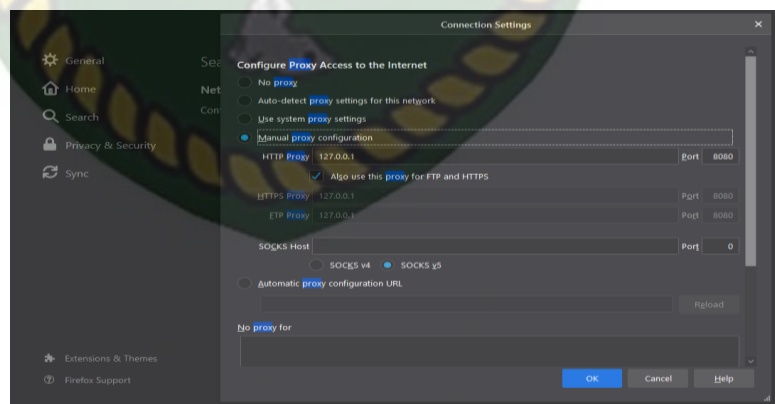 Connection Settings
General
Home
Search
Privacy & Security
Sync
Extensions & Themes
Firefox Support
Sea
Net
Con
Configure Proxy Access to the Internet
No proxy
Auto-detect proxy settings for this network
Use system proxy settings
Manual proxy configuration
HTTP Proxy 127.0.0.1 Port 8080
Also use this proxy for FTP and HTTPS
HTTPS Proxy 127.0.0.1 Port 8080
FTP Proxy 127.0.0.1 Port 8080
SOCKS Host Port 0
SOCKS v4 SOCKS v5
Automatic proxy configuration URL
Reload
No proxy for
OK Cancel Help